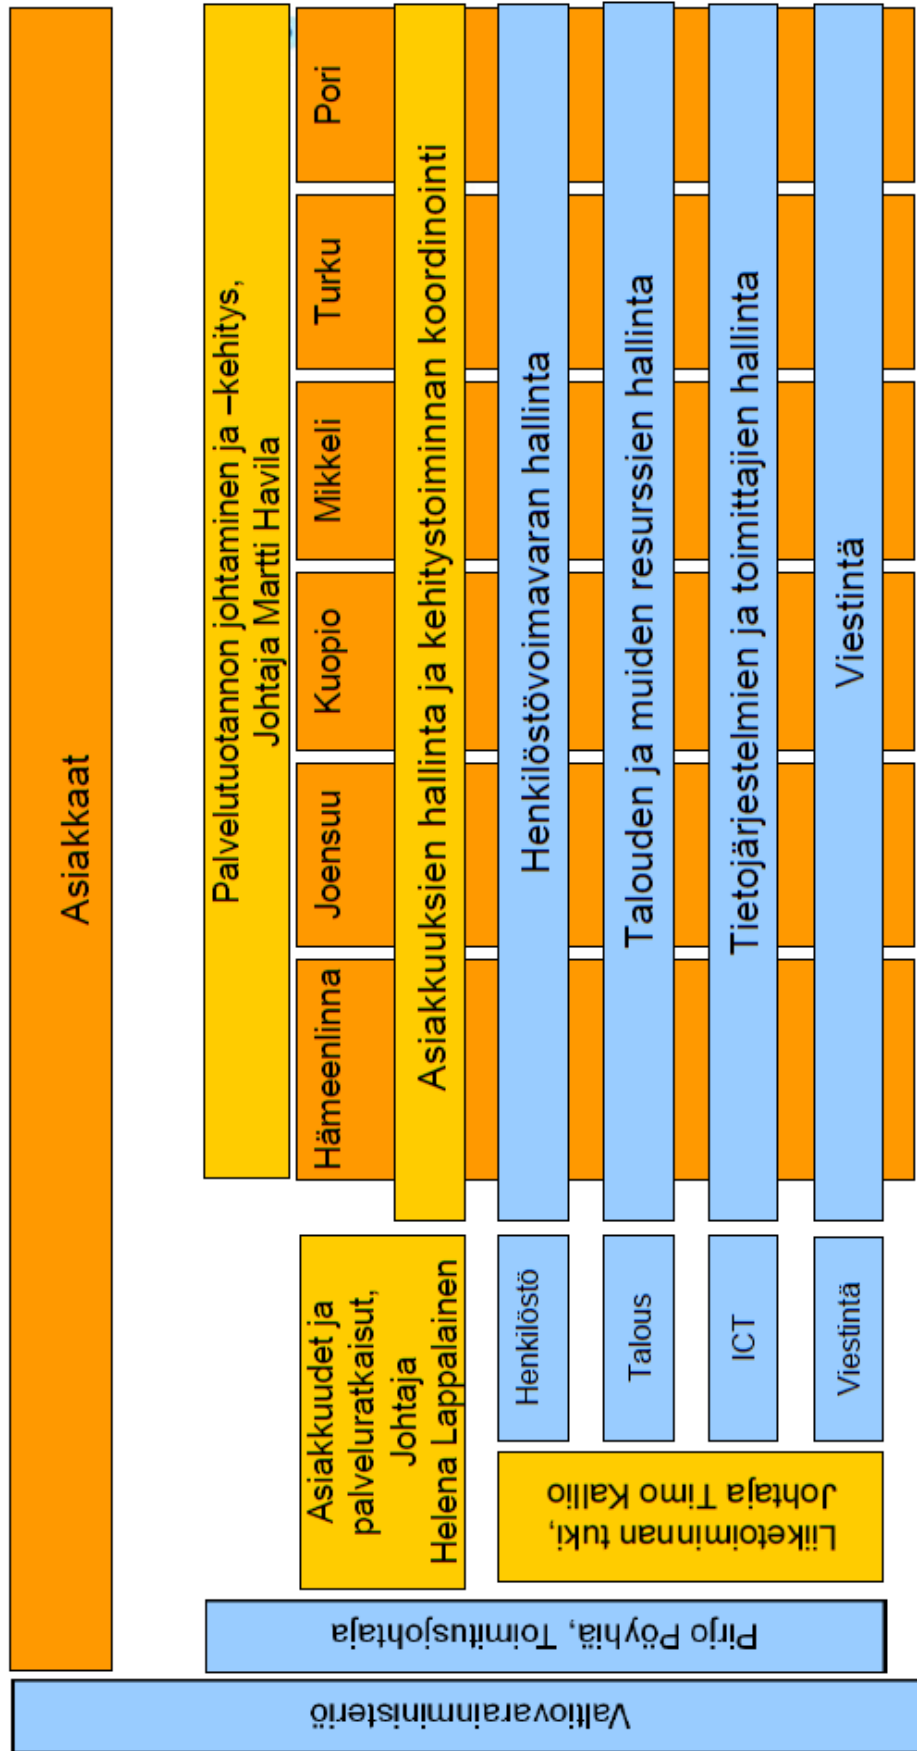 Asiakkaat
Palvelutuotannon johtaminen ja –kehitys,
Johtaja Martti Havila
Hämeenlinna
Joensuu
Kuopio
Mikkeli
Turku
Pori
Asiakkuudet ja
palveluratkaisut,
Johtaja
Helena Lappalainen
Asiakkuuksien hallinta ja kehitystoiminnan koordinointi
Liiketoiminnan tuki,
Johtaja Timo Kallio
Henkilöstö
Henkilöstövoimavaran hallinta
Talous
Talouden ja muiden resurssien hallinta
ICT
Tietojärjestelmien ja toimittajien hallinta
Viestintä
Viestintä
Pirjo Pöyhiä, Toimitusjohtaja
Valtiovarainministeriö